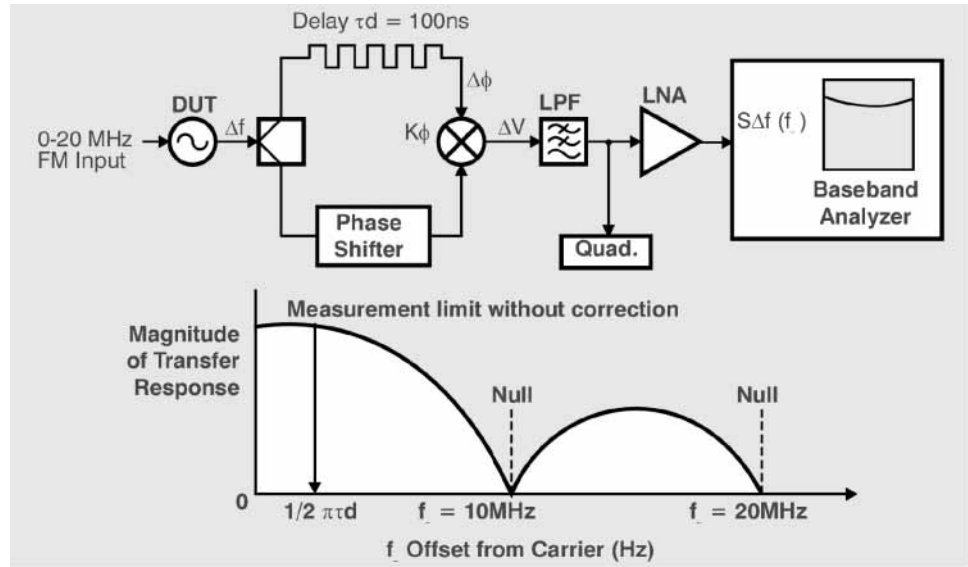 Delay τd = 100ns
Δϕ
DUT
LPF
LNA
0-20 MHz
FM Input
Δf
Kϕ
ΔV
SΔf (f_)
Phase
Shifter
Quad.
Baseband
Analyzer
Measurement limit without correction
Magnitude
of Transfer
Response
Null
Null
0
1/2 πτd
f_ = 10MHz
f_ = 20MHz
f_ Offset from Carrier (Hz)